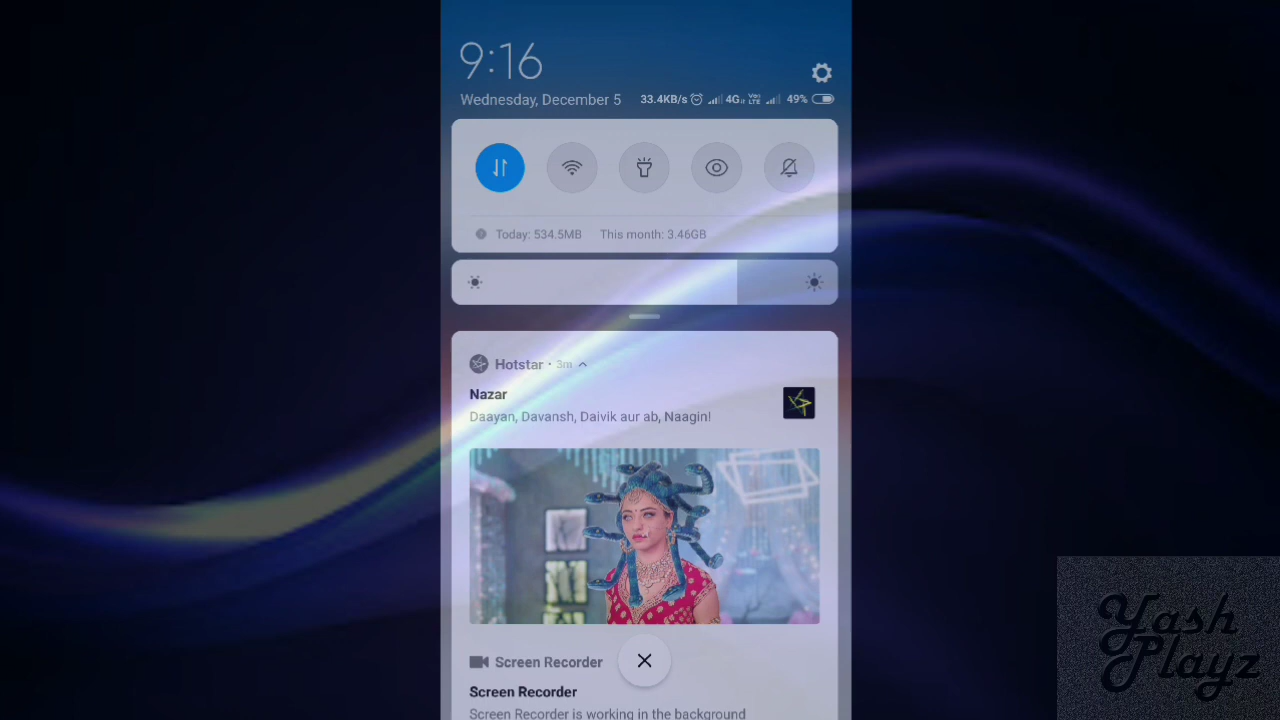 9:16
Wednesday, December 5
33.4KB/s 4G Vo) LTE 49%
Today: 534.5MB This month: 3.46GB
Hotstar · 3m
Nazar
Daayan, Davansh, Daivik aur ab, Naagin!
Screen Recorder
Screen Recorder
Screen Recorder is working in the background
Yash
Playz